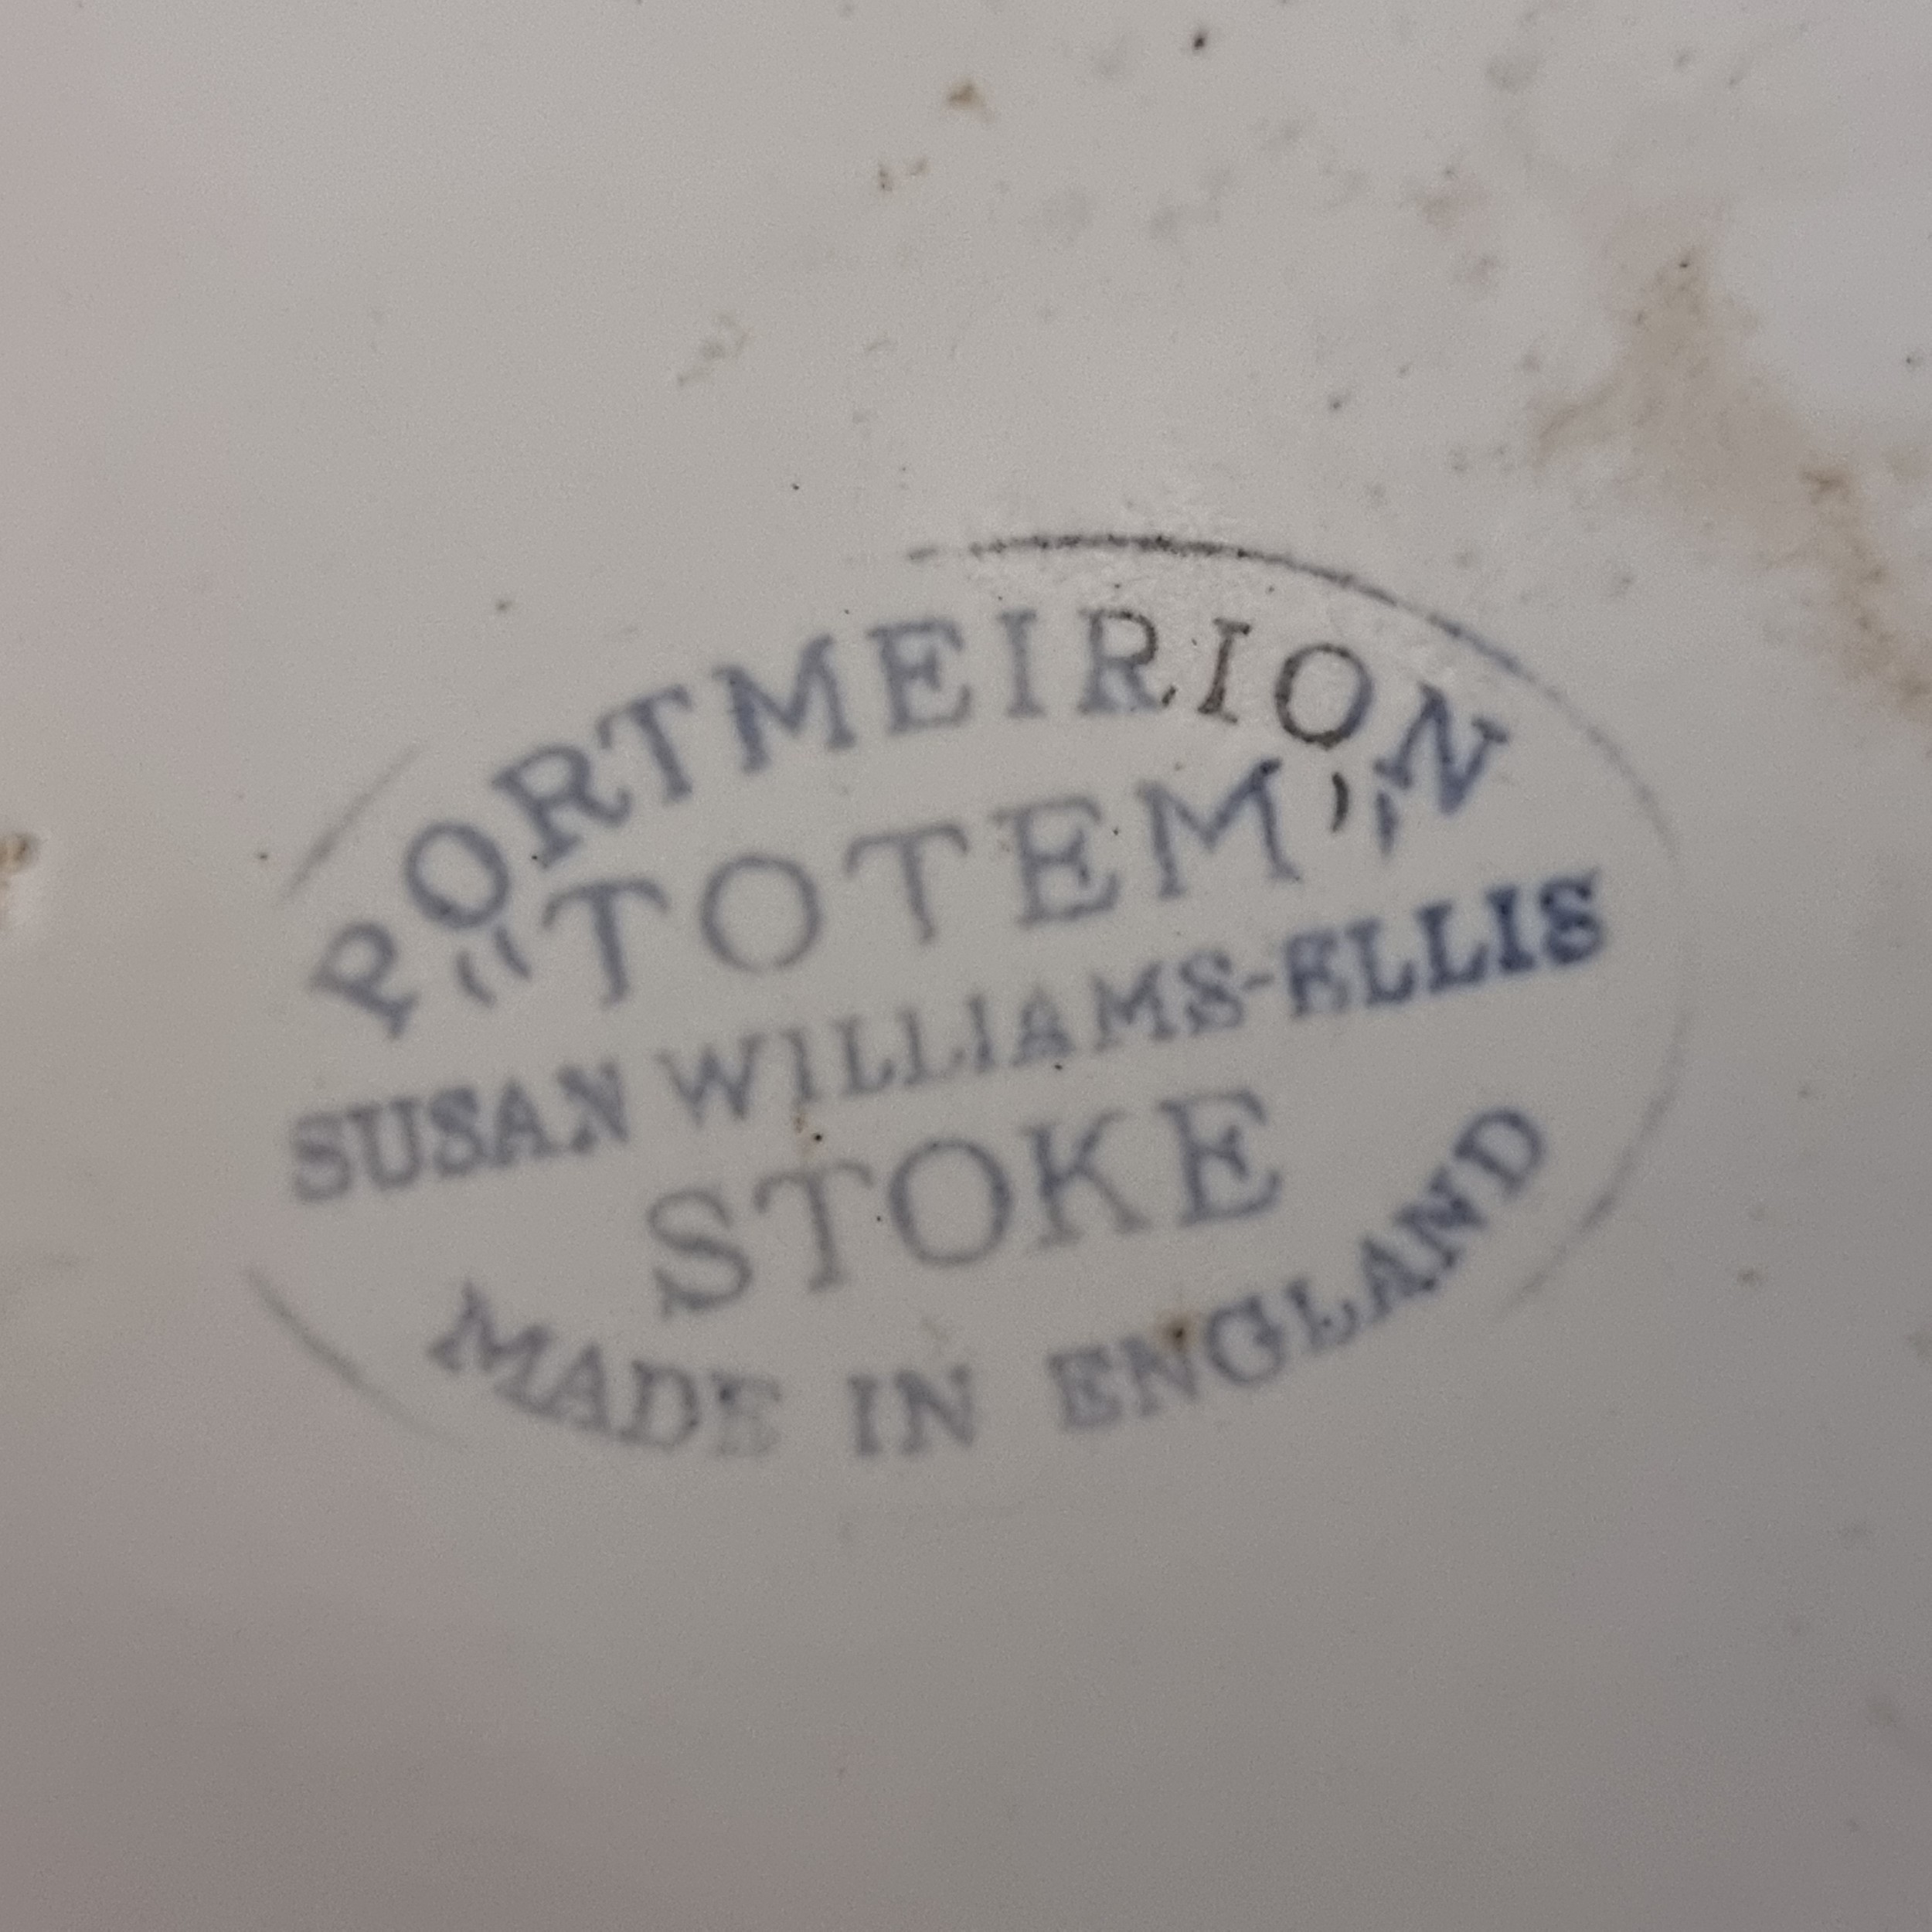 PORTMEIRION
"TOTEM"
SUSAN WILLIAMS-ELLIS
STOKE
MADE IN ENGLAND